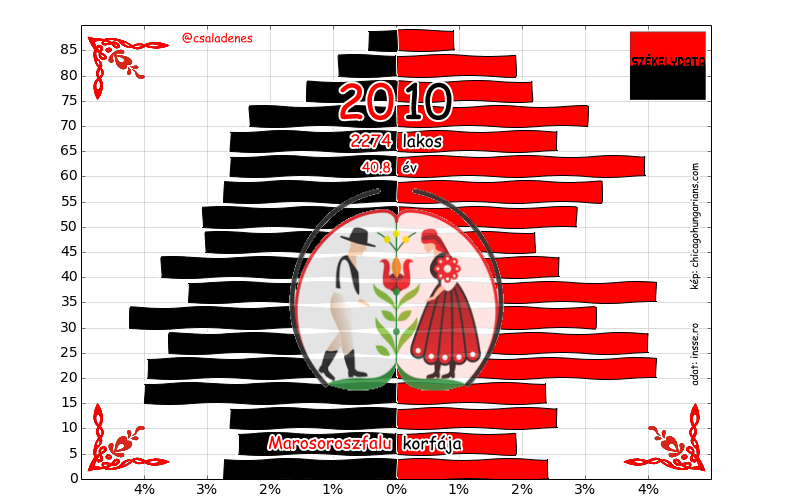 @csaladenes
SZÉKELYDATA
2010
2274 lakos
40.8 év
kép: chicagohungarians.com
adat: insse.ro
Marosoroszfalu korfája
85
80
75
70
65
60
55
50
45
40
35
30
25
20
15
10
5
0
4% 3% 2% 1% 0% 1% 2% 3% 4%